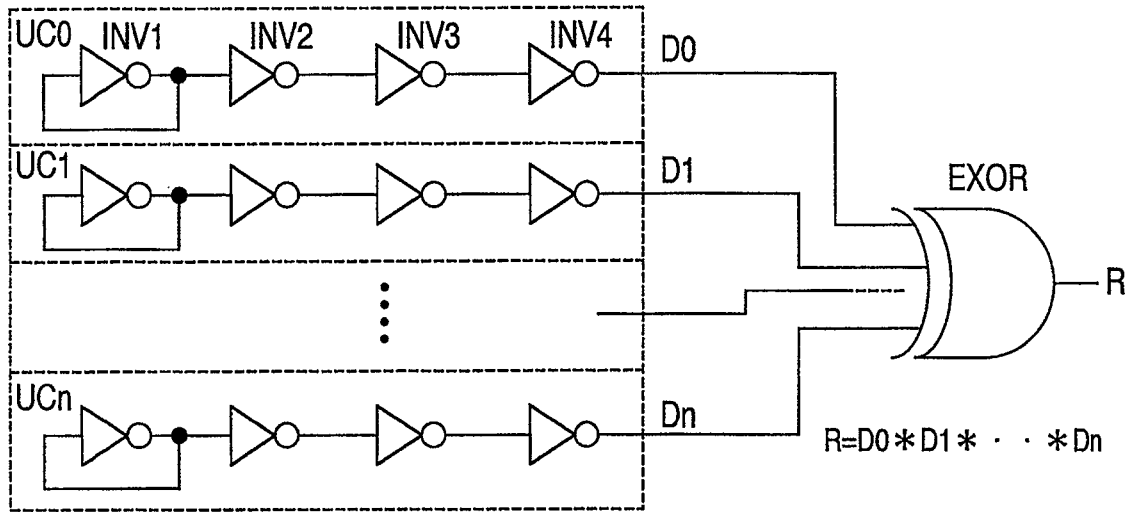 UC0 INV1 INV2 INV3 INV4 D0
UC1 D1
EXOR
R
UCn Dn
R=D0*D1* · · *Dn